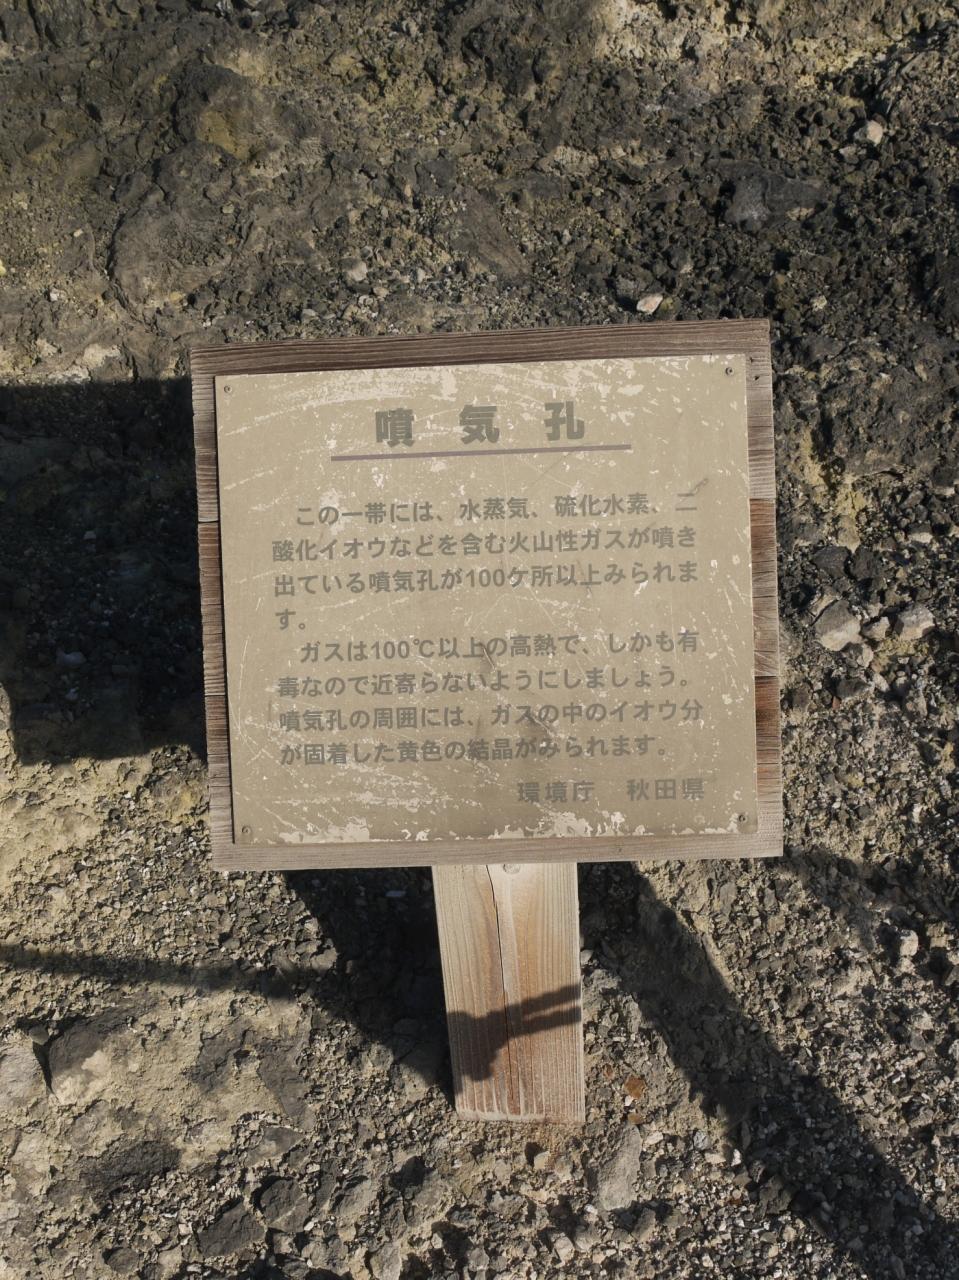 噴気孔
この一帯には、水蒸気、硫化水素、二
酸化イオウなどを含む火山性ガスが噴き
出ている噴気孔が100ケ所以上みられま
す。
ガスは100℃以上の高熱で、しかも有
毒なので近寄らないようにしましょう。
噴気孔の周囲には、ガスの中のイオウ分
が固着した黄色の結晶がみられます。
環境庁 秋田県